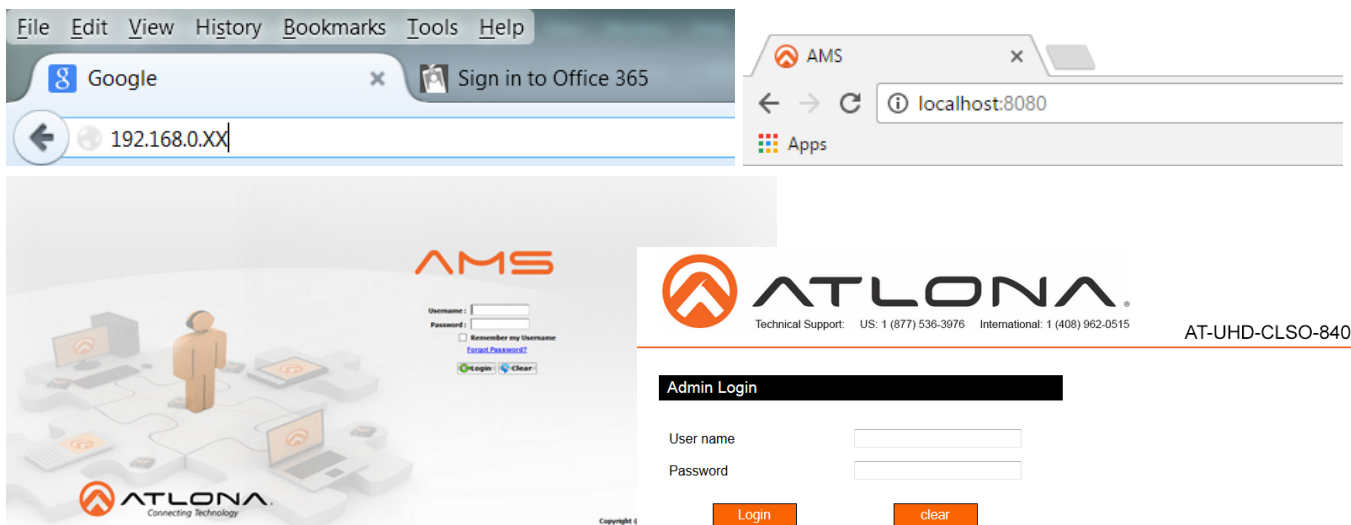 File Edit View History Bookmarks Tools Help
Google
Sign in to Office 365
192.168.0.XX
AMS
localhost:8080
Apps
AMS
Username :
Password :
Remember my Username
Forgot Password?
Login Clear
ATLONA.
Connecting Technology
Copyright
ATLONA®
Technical Support: US: 1 (877) 536-3976 International: 1 (408) 962-0515
AT-UHD-CLSO-840
Admin Login
User name
Password
Login clear